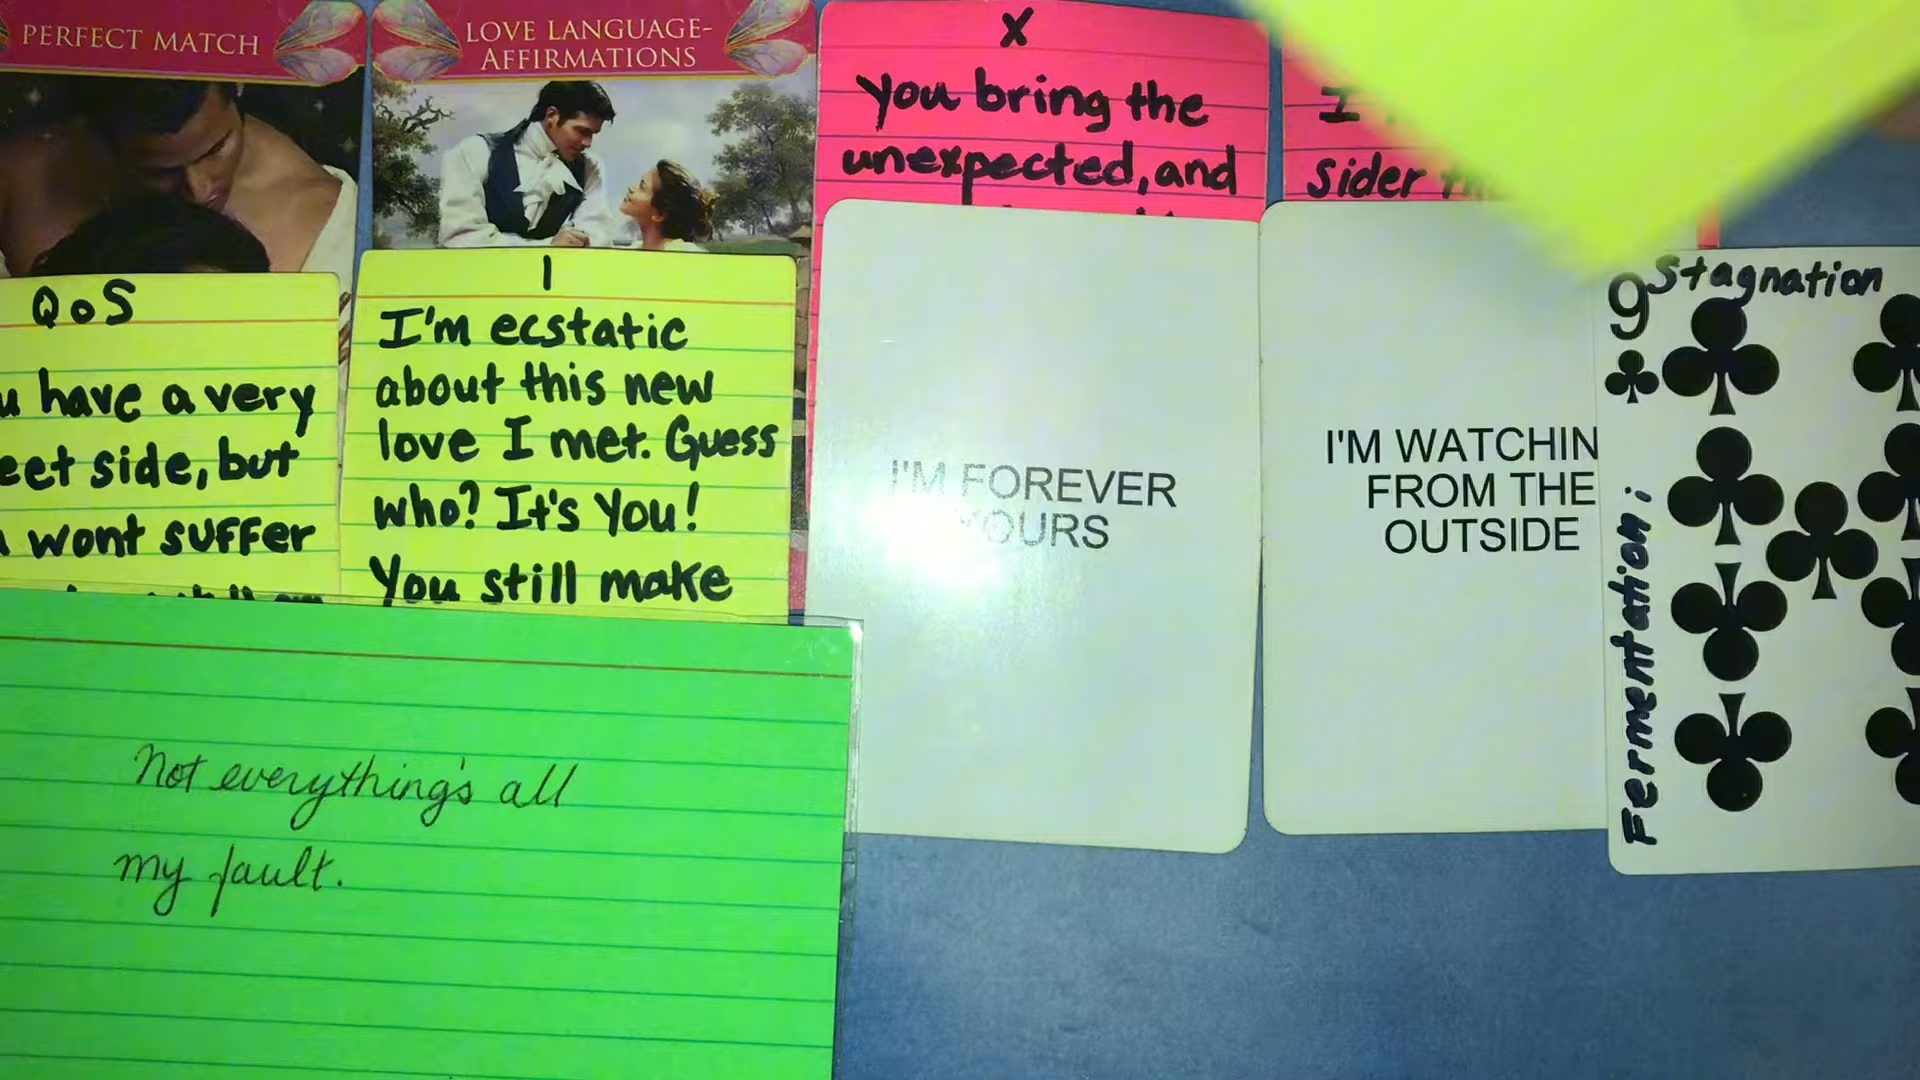 PERFECT MATCH
LOVE LANGUAGE-
AFFIRMATIONS
X
You bring the
unexpected, and
I
sider
QoS
have a very
side, but
wont suffer
1
I'm ecstatic
about this new
love I met. Guess
who? It's You!
You still make
I'M FOREVER
YOURS
I'M WATCHIN
FROM THE
OUTSIDE
9
Stagnation
Fermentation;
Not everything's all
my fault.